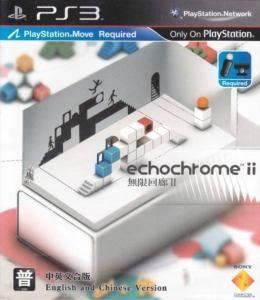 PS3
PlayStation.Network
PlayStation.Move Required
Only On PlayStation.
Required
echochrome ii
無限回廊 II
普
中英文合版
English and Chinese Version
SONY